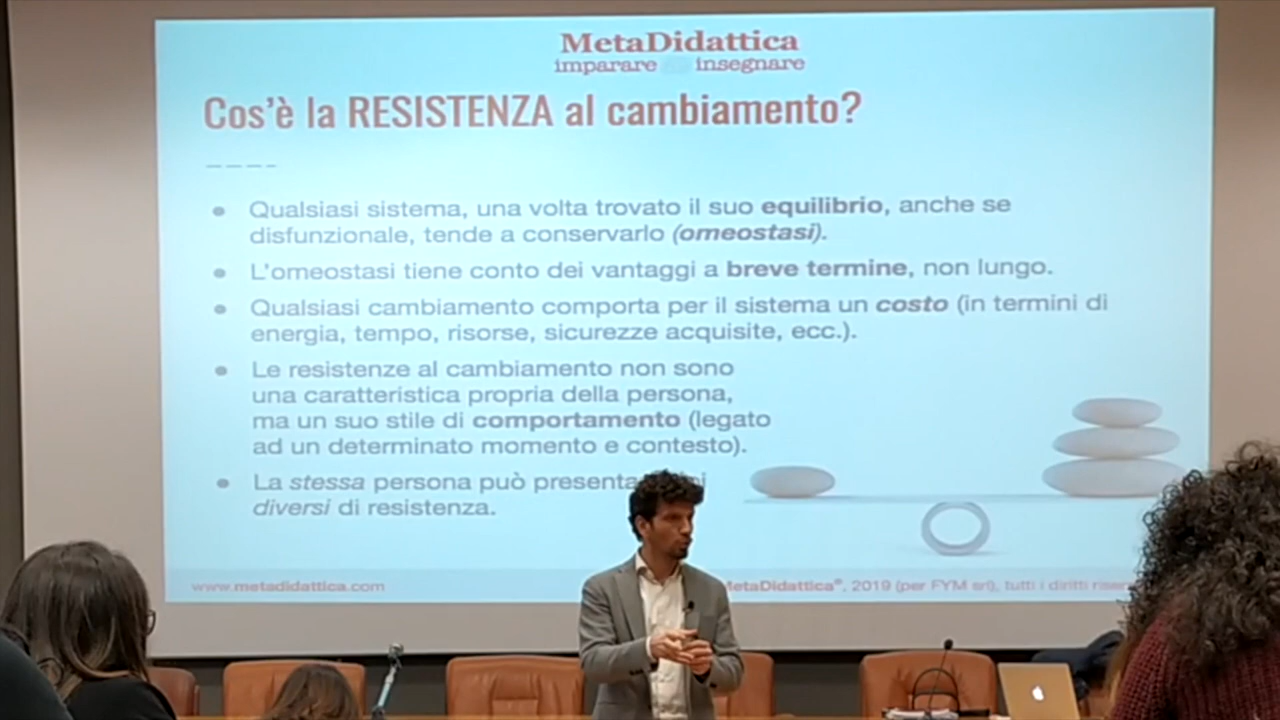 MetaDidattica
imparare insegnare
Cos'è la RESISTENZA al cambiamento?
Qualsiasi sistema, una volta trovato il suo equilibrio, anche se
disfunzionale, tende a conservarlo (omeostasi).
L'omeostasi tiene conto dei vantaggi a breve termine, non lungo.
Qualsiasi cambiamento comporta per il sistema un costo (in termini di
energia, tempo, risorse, sicurezze acquisite, ecc.).
Le resistenze al cambiamento non sono
una caratteristica propria della persona,
ma un suo stile di comportamento (legato
ad un determinato momento e contesto).
La stessa persona può
diversi di resistenza.
www.metadidattica.com
MetaDidattica®, 2019 (per FYM srl), tutti i diritti